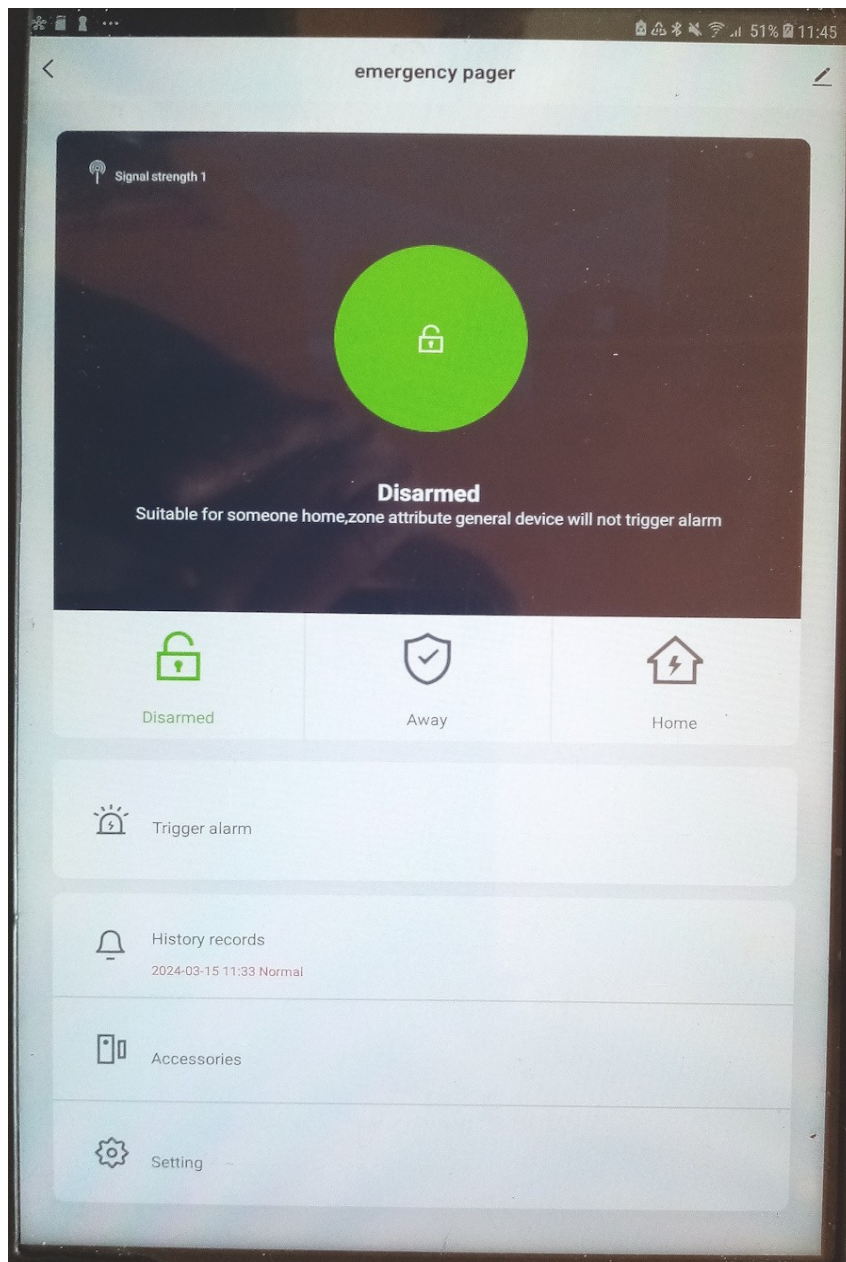 51% 11:45
emergency pager
Signal strength 1
Disarmed
Suitable for someone home,zone attribute general device will not trigger alarm
Disarmed
Away
Home
Trigger alarm
History records
2024-03-15 11:33 Normal
Accessories
Setting